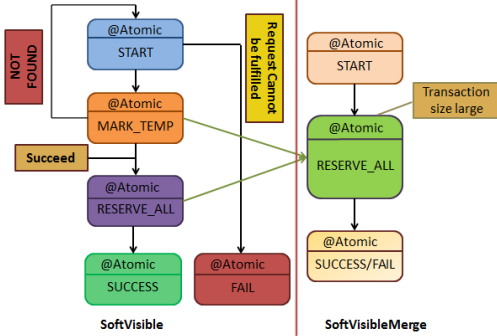 @Atomic
START
NOT
FOUND
Request Cannot
be fulfilled
@Atomic
MARK_TEMP
Succeed
@Atomic
RESERVE_ALL
@Atomic
SUCCESS
@Atomic
FAIL
SoftVisible
@Atomic
START
Transaction
size large
@Atomic
RESERVE_ALL
@Atomic
SUCCESS/FAIL
SoftVisibleMerge